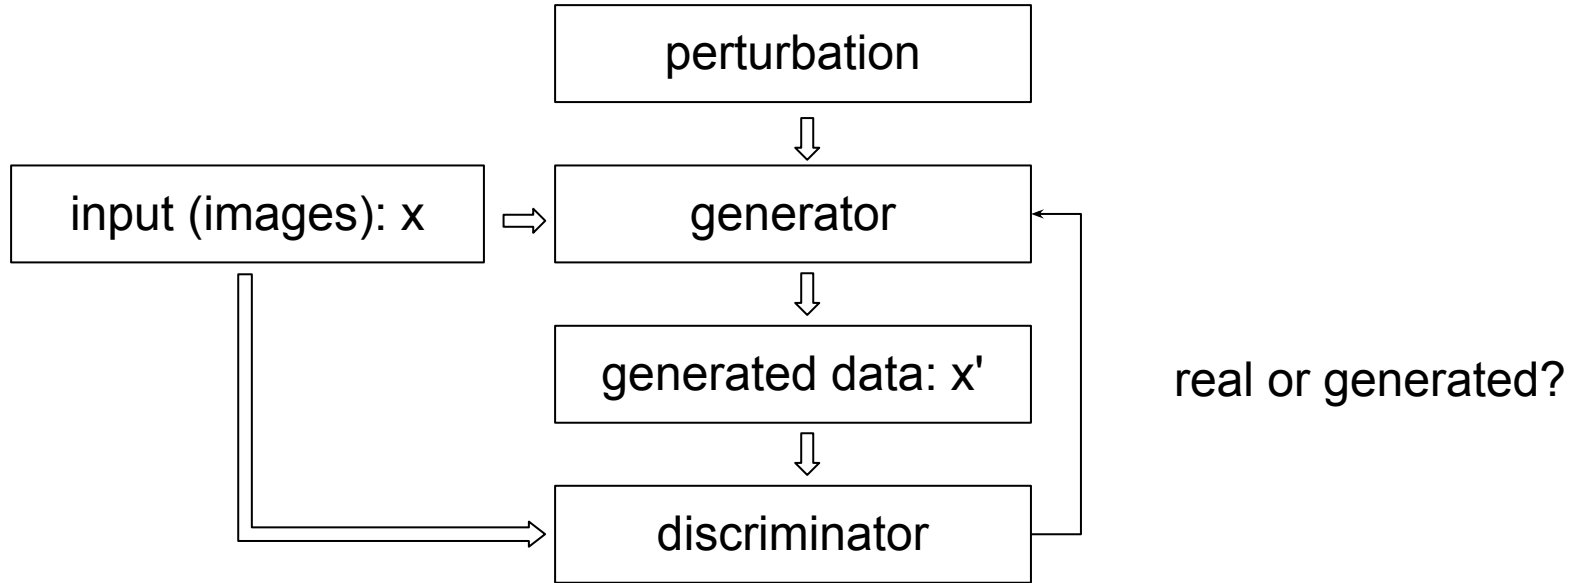 perturbation
input (images): x
generator
generated data: x'
real or generated?
discriminator